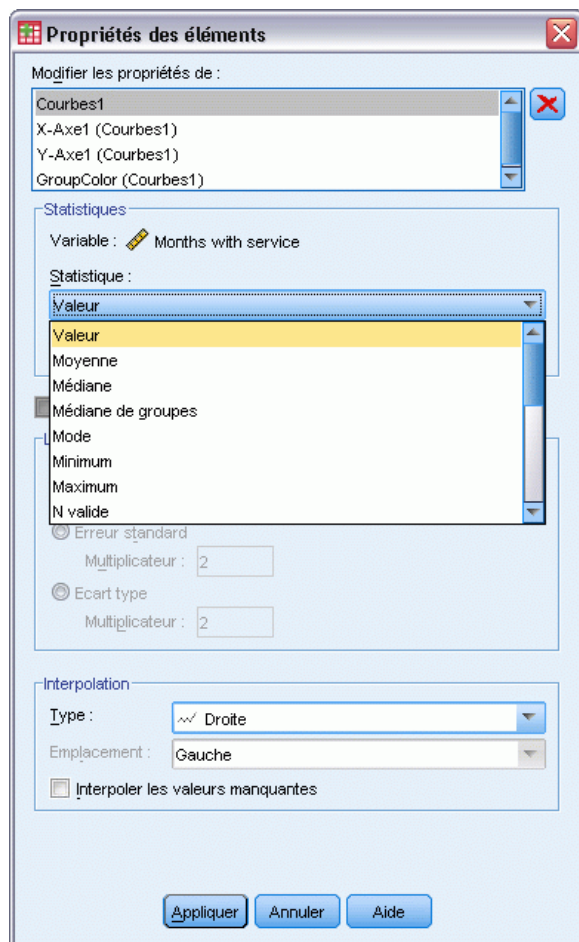 Propriétés des éléments
Modifier les propriétés de :
Courbes1
X-Axe1 (Courbes1)
Y-Axe1 (Courbes1)
GroupColor (Courbes1)
Statistiques
Variable : Months with service
Statistique :
Valeur
Valeur
Moyenne
Médiane
Médiane de groupes
Mode
Minimum
Maximum
N valide
Erreur standard
Multiplicateur : 2
Ecart type
Multiplicateur : 2
Interpolation
Type : Droite
Emplacement : Gauche
Interpoler les valeurs manquantes
Appliquer Annuler Aide